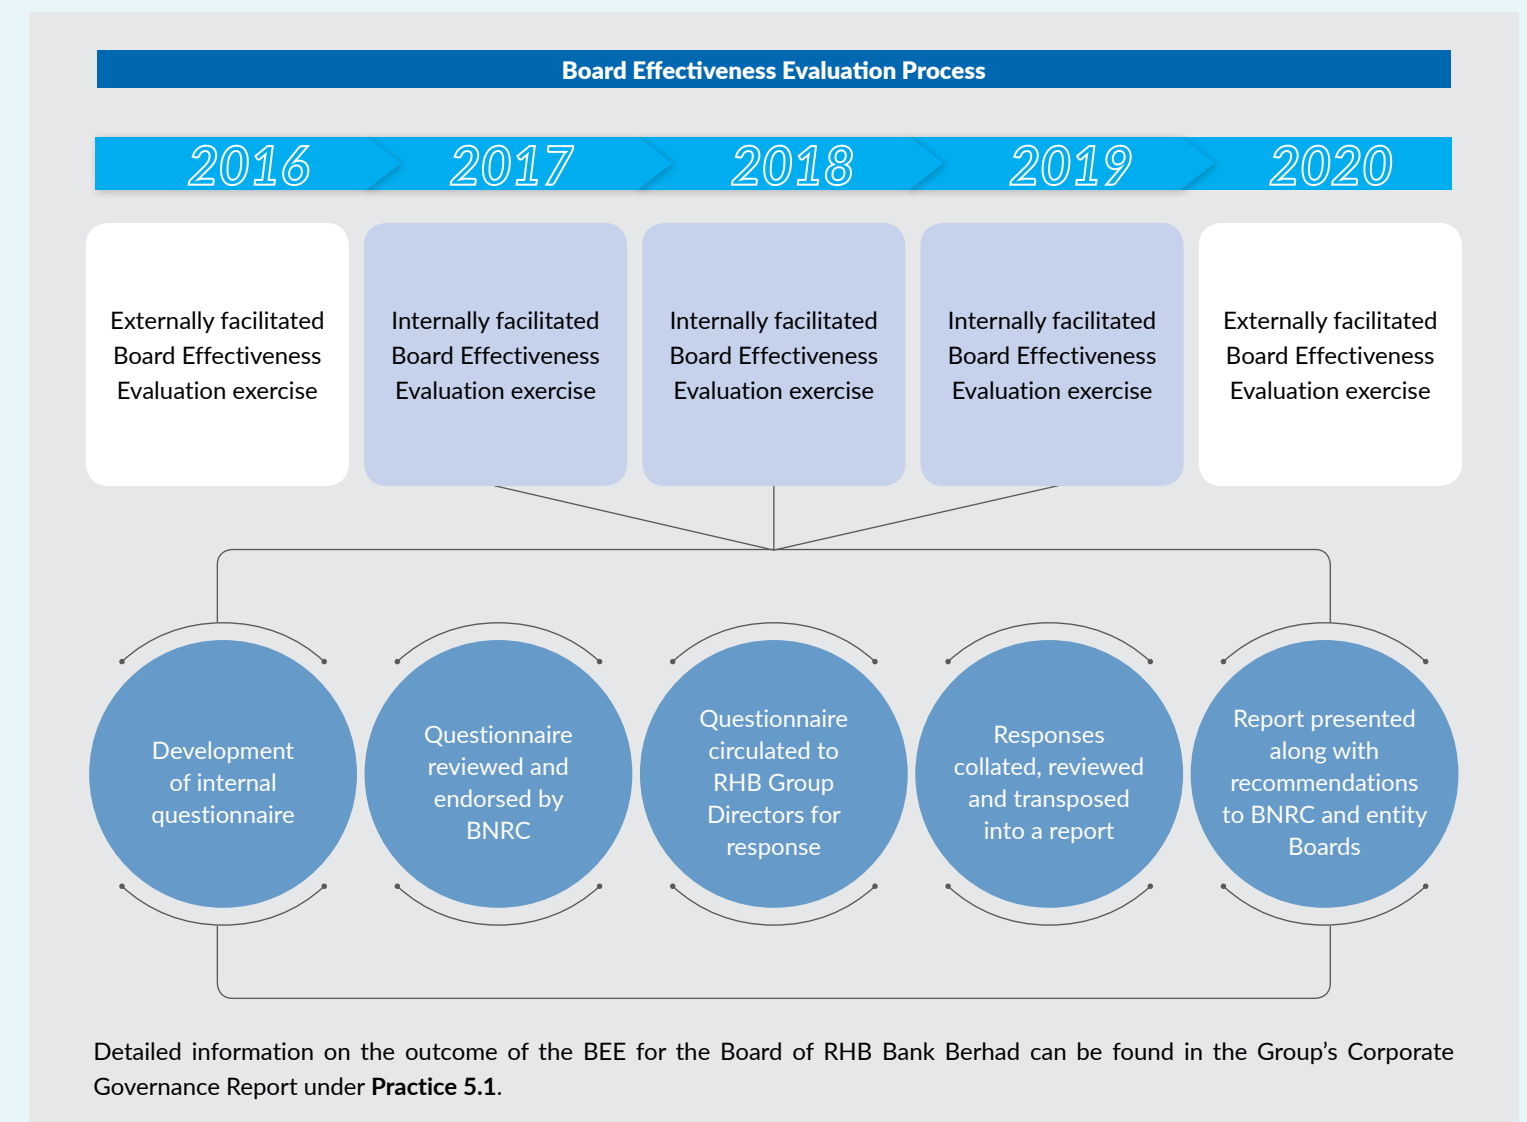 Board Effectiveness Evaluation Process
2016
2017
2018
2019
2020
Externally facilitated
Board Effectiveness
Evaluation exercise
Internally facilitated
Board Effectiveness
Evaluation exercise
Internally facilitated
Board Effectiveness
Evaluation exercise
Internally facilitated
Board Effectiveness
Evaluation exercise
Externally facilitated
Board Effectiveness
Evaluation exercise
Development
of internal
questionnaire
Questionnaire
reviewed and
endorsed by
BNRC
Questionnaire
circulated to
RHB Group
Directors for
response
Responses
collated, reviewed
and transposed
into a report
Report presented
along with
recommendations
to BNRC and entity
Boards
Detailed information on the outcome of the BEE for the Board of RHB Bank Berhad can be found in the Group’s Corporate
Governance Report under Practice 5.1.